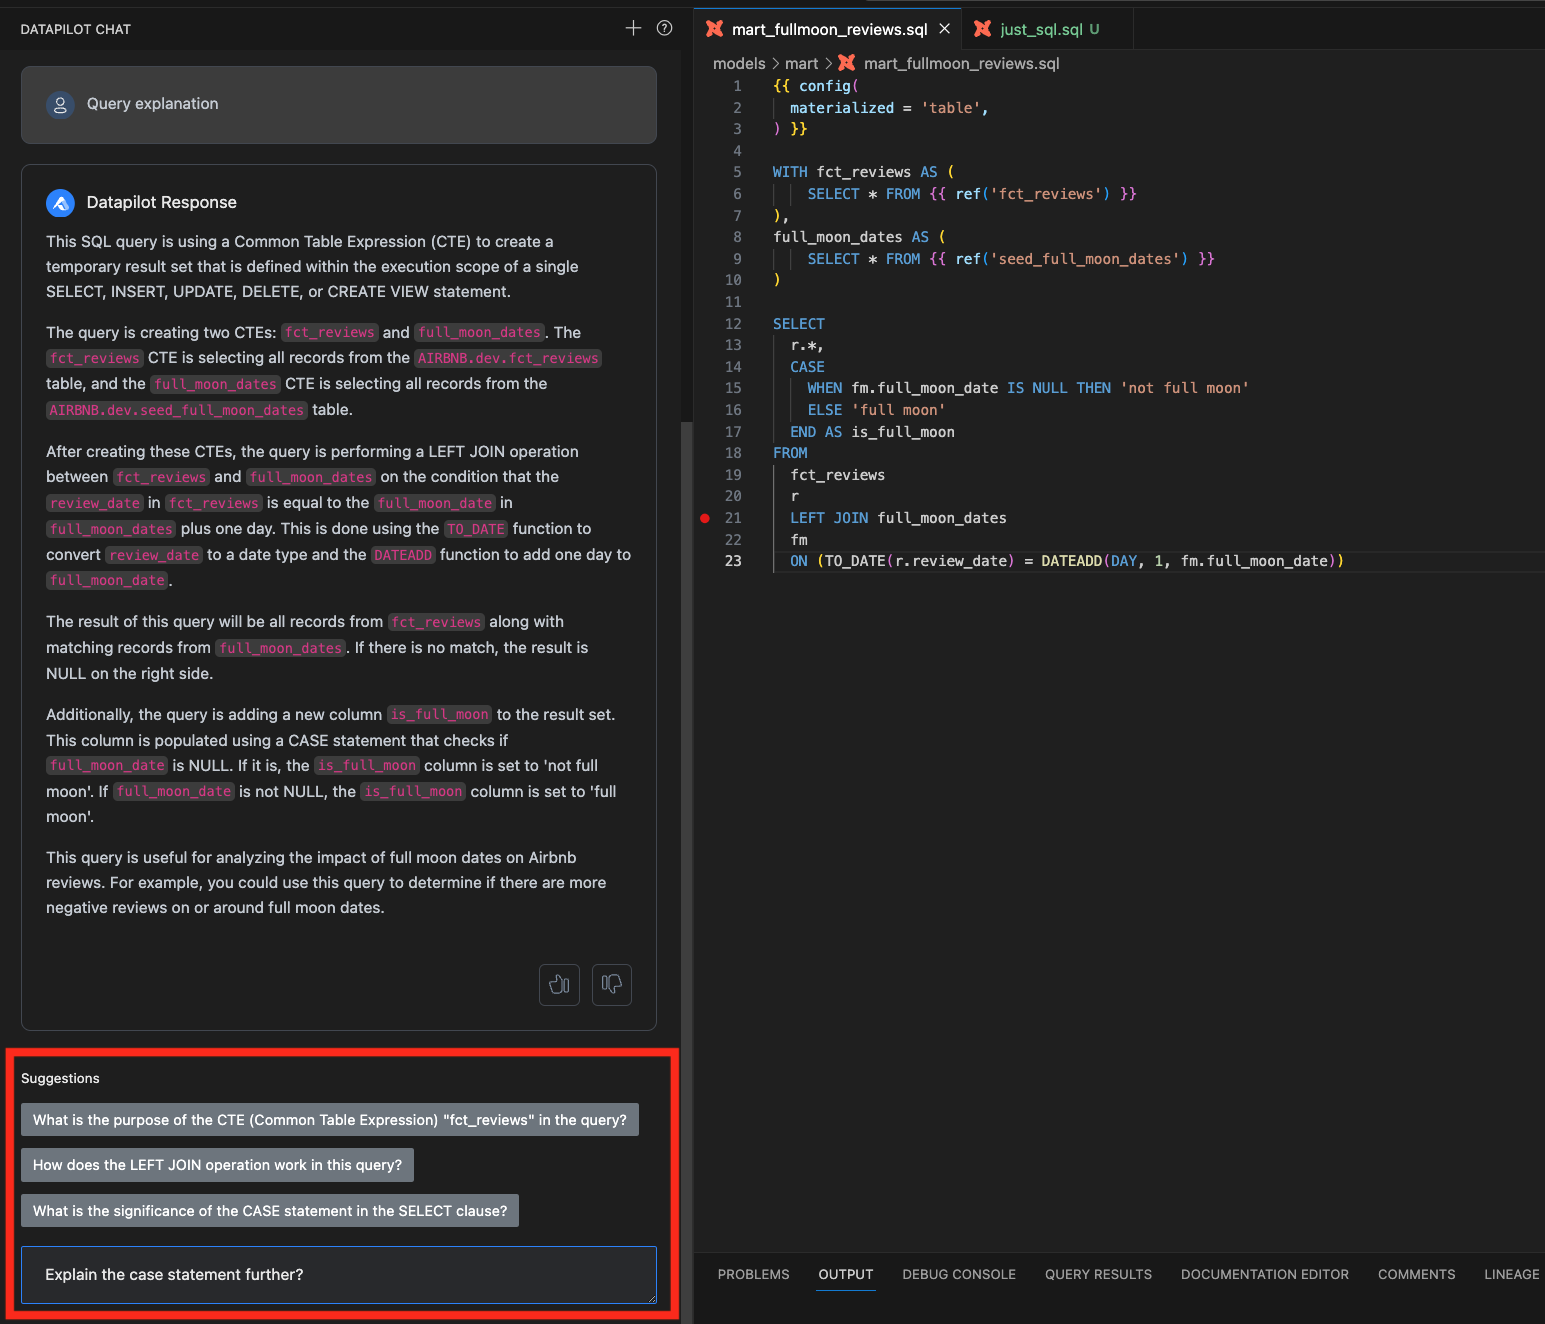 DATAPILOT CHAT
Query explanation
Datapilot Response
This SQL query is using a Common Table Expression (CTE) to create a
temporary result set that is defined within the execution scope of a single
SELECT, INSERT, UPDATE, DELETE, or CREATE VIEW statement.
The query is creating two CTEs: fct_reviews and full_moon_dates. The
fct_reviews CTE is selecting all records from the AIRBNB.dev.fct_reviews
table, and the full_moon_dates CTE is selecting all records from the
AIRBNB.dev.seed_full_moon_dates table.
After creating these CTEs, the query is performing a LEFT JOIN operation
between fct_reviews and full_moon_dates on the condition that the
review_date in fct_reviews is equal to the full_moon_date in
full_moon_dates plus one day. This is done using the TO_DATE function to
convert review_date to a date type and the DATEADD function to add one day to
full_moon_date.
The result of this query will be all records from fct_reviews along with
matching records from full_moon_dates. If there is no match, the result is
NULL on the right side.
Additionally, the query is adding a new column is_full_moon to the result set.
This column is populated using a CASE statement that checks if
full_moon_date is NULL. If it is, the is_full_moon column is set to 'not full
moon'. If full_moon_date is not NULL, the is_full_moon column is set to 'full
moon'.
This query is useful for analyzing the impact of full moon dates on Airbnb
reviews. For example, you could use this query to determine if there are more
negative reviews on or around full moon dates.
Suggestions
What is the purpose of the CTE (Common Table Expression) "fct_reviews" in the query?
How does the LEFT JOIN operation work in this query?
What is the significance of the CASE statement in the SELECT clause?
Explain the case statement further?
mart_fullmoon_reviews.sql
just_sql.sql U
models > mart > mart_fullmoon_reviews.sql
1 {{ config(
2 materialized = 'table',
3 ) }}
4
5 WITH fct_reviews AS (
6 SELECT * FROM {{ ref('fct_reviews') }}
7 ),
8 full_moon_dates AS (
9 SELECT * FROM {{ ref('seed_full_moon_dates') }}
10 )
11
12 SELECT
13 r.*,
14 CASE
15 WHEN fm.full_moon_date IS NULL THEN 'not full moon'
16 ELSE 'full moon'
17 END AS is_full_moon
18 FROM
19 fct_reviews
20 r
21 LEFT JOIN full_moon_dates
22 fm
23 ON (TO_DATE(r.review_date) = DATEADD(DAY, 1, fm.full_moon_date))
PROBLEMS OUTPUT DEBUG CONSOLE QUERY RESULTS DOCUMENTATION EDITOR COMMENTS LINEAGE